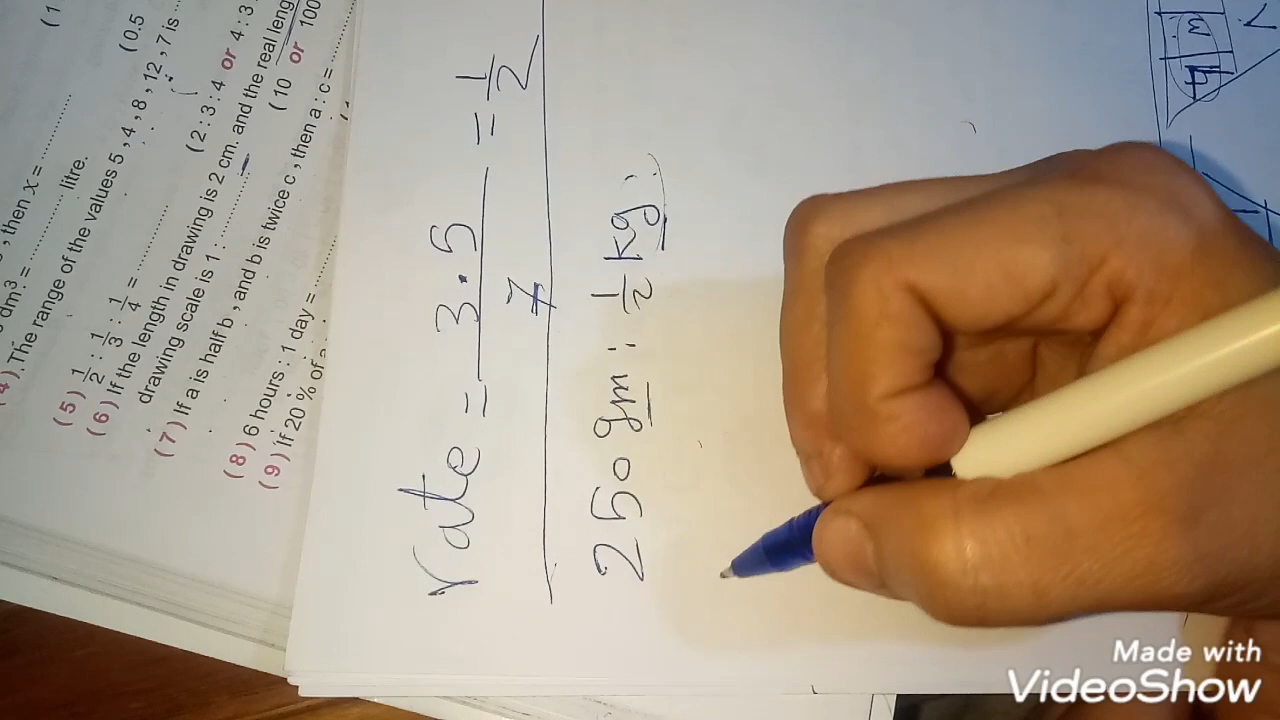 , then x = ............
dm3 = ............ litre.
4 ) The range of the values 5 , 4 , 8 , 12 , 7 is ...
(0.5
( 5 ) 1/2 : 1/3 : 1/4 = ............
( 2 : 3 : 4 or 4 : 3
( 6 ) If the length in drawing is 2 cm. and the real leng
drawing scale is 1 : ............
( 10 or 100
( 7 ) If a is half b , and b is twice c , then a : c = ............
( 8 ) 6 hours : 1 day = ............
( 9 ) If 20 % of
rate = 3.5 / 7 = 1/2
250 gm : 1/2 kg
Made with
VideoShow